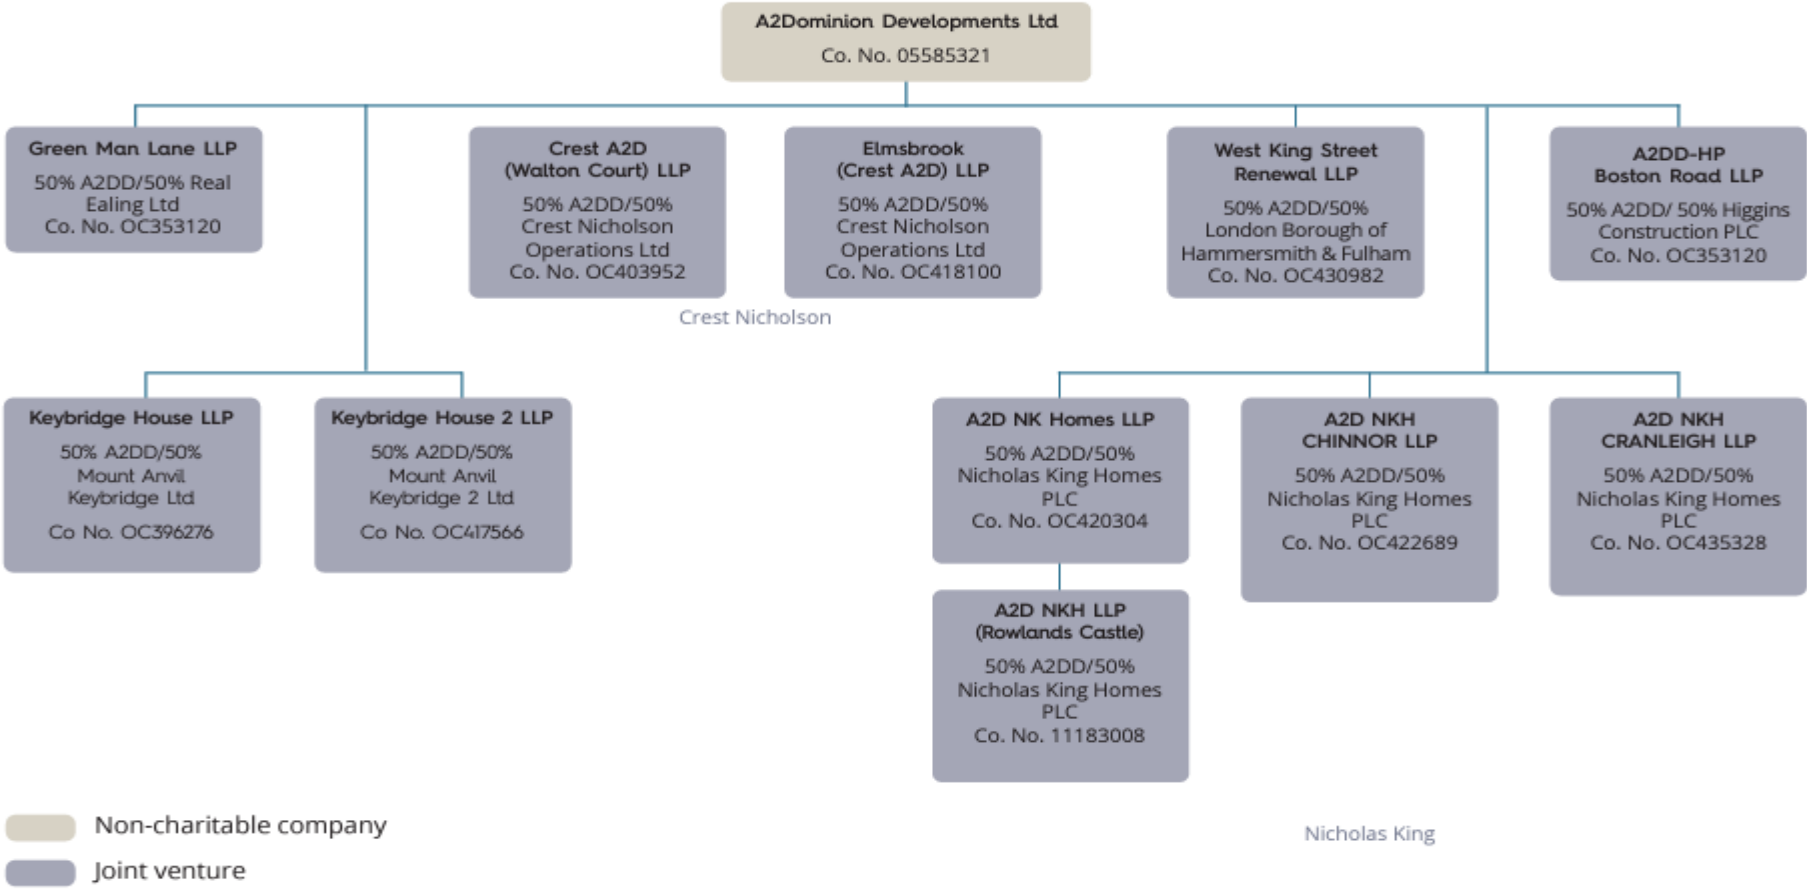 A2Dominion Developments Ltd
Co. No. 05585321
Green Man Lane LLP
50% A2DD/50% Real
Ealing Ltd
Co. No. OC353120
Crest A2D
(Walton Court) LLP
50% A2DD/50%
Crest Nicholson
Operations Ltd
Co. No. OC403952
Elmsbrook
(Crest A2D) LLP
50% A2DD/50%
Crest Nicholson
Operations Ltd
Co. No. OC418100
West King Street
Renewal LLP
50% A2DD/50%
London Borough of
Hammersmith & Fulham
Co. No. OC430982
A2DD-HP
Boston Road LLP
50% A2DD/ 50% Higgins
Construction PLC
Co. No. OC353120
Crest Nicholson
Keybridge House LLP
50% A2DD/50%
Mount Anvil
Keybridge Ltd
Co No. OC396276
Keybridge House 2 LLP
50% A2DD/50%
Mount Anvil
Keybridge 2 Ltd
Co No. OC417566
A2D NK Homes LLP
50% A2DD/50%
Nicholas King Homes
PLC
Co. No. OC420304
A2D NKH
CHINNOR LLP
50% A2DD/50%
Nicholas King Homes
PLC
Co. No. OC422689
A2D NKH
CRANLEIGH LLP
50% A2DD/50%
Nicholas King Homes
PLC
Co. No. OC435328
A2D NKH LLP
(Rowlands Castle)
50% A2DD/50%
Nicholas King Homes
PLC
Co. No. 11183008
Nicholas King
Non-charitable company
Joint venture